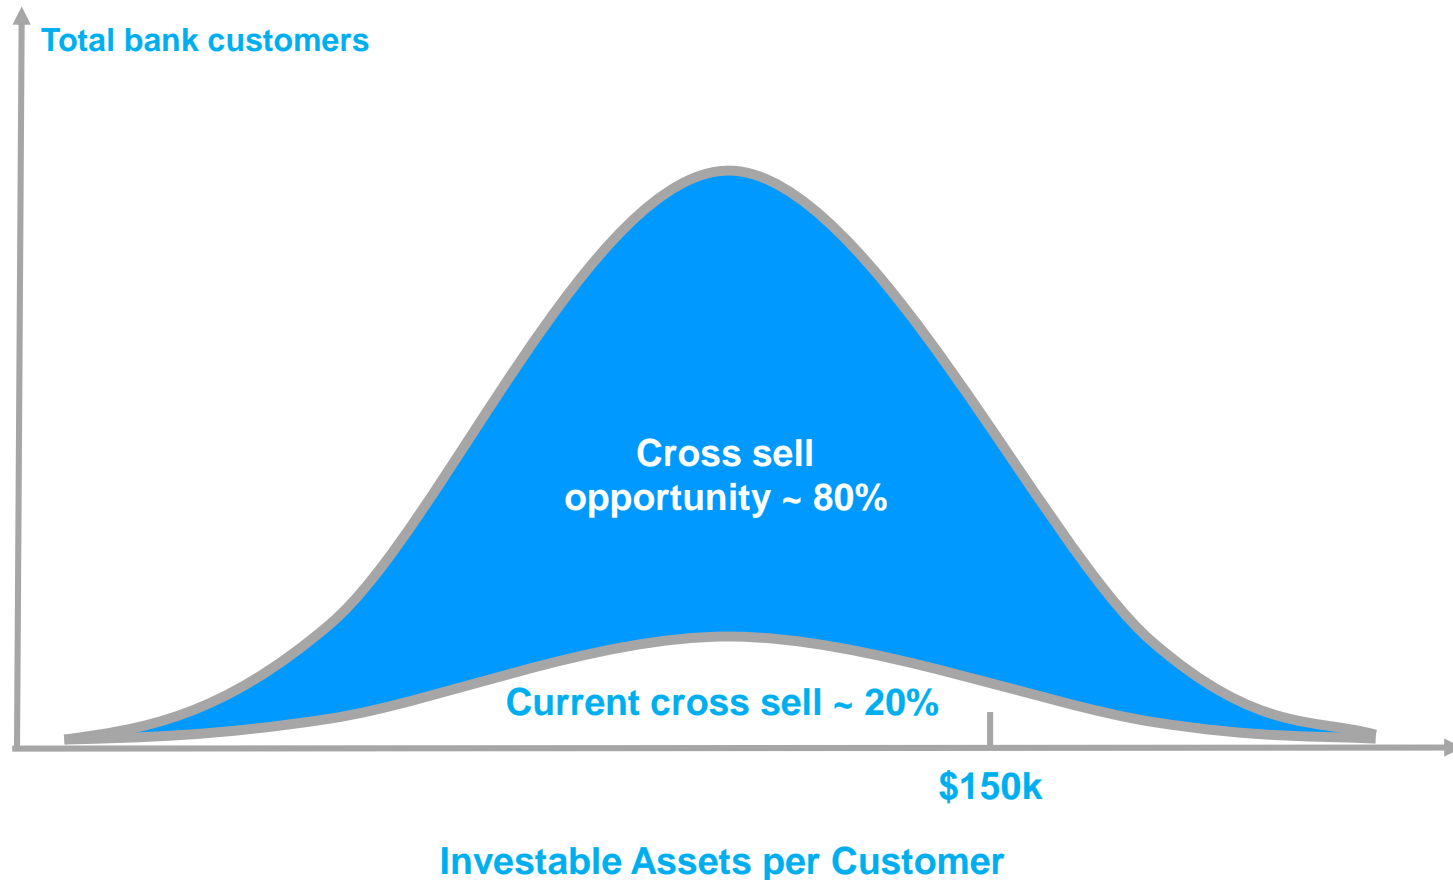 Total bank customers
Cross sell
opportunity ~ 80%
Current cross sell ~ 20%
$150k
Investable Assets per Customer